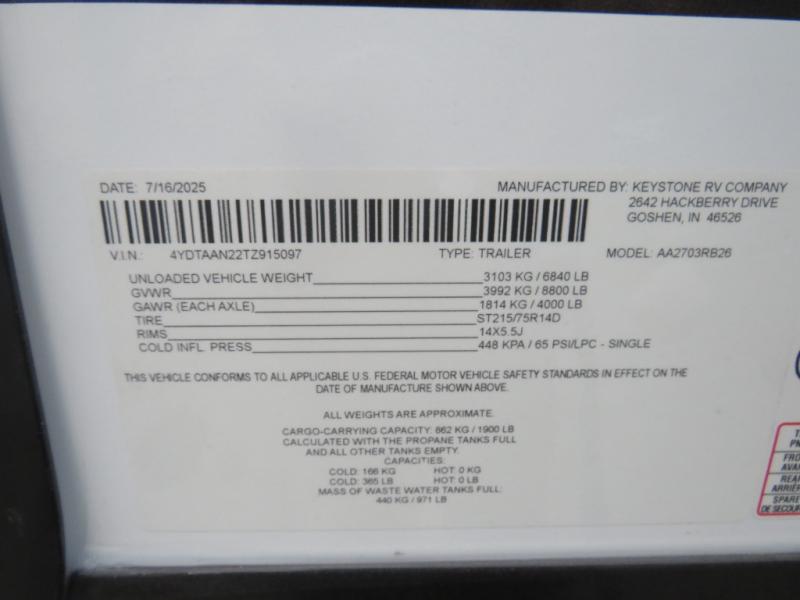 DATE: 7/16/2025
MANUFACTURED BY: KEYSTONE RV COMPANY
2642 HACKBERRY DRIVE
GOSHEN, IN 46526
V.I.N.: 4YDTAAN22TZ915097 TYPE: TRAILER MODEL: AA2703RB26
UNLOADED VEHICLE WEIGHT 3103 KG / 6840 LB
GVWR 3992 KG / 8800 LB
GAWR (EACH AXLE) 1814 KG / 4000 LB
TIRE ST215/75R14D
RIMS 14X5.5J
COLD INFL. PRESS 448 KPA / 65 PSI/LPC - SINGLE
THIS VEHICLE CONFORMS TO ALL APPLICABLE U.S. FEDERAL MOTOR VEHICLE SAFETY STANDARDS IN EFFECT ON THE
DATE OF MANUFACTURE SHOWN ABOVE.
ALL WEIGHTS ARE APPROXIMATE.
CARGO-CARRYING CAPACITY: 862 KG / 1900 LB
CALCULATED WITH THE PROPANE TANKS FULL
AND ALL OTHER TANKS EMPTY.
CAPACITIES:
COLD: 166 KG HOT: 0 KG
COLD: 365 LB HOT: 0 LB
MASS OF WASTE WATER TANKS FULL:
440 KG / 971 LB